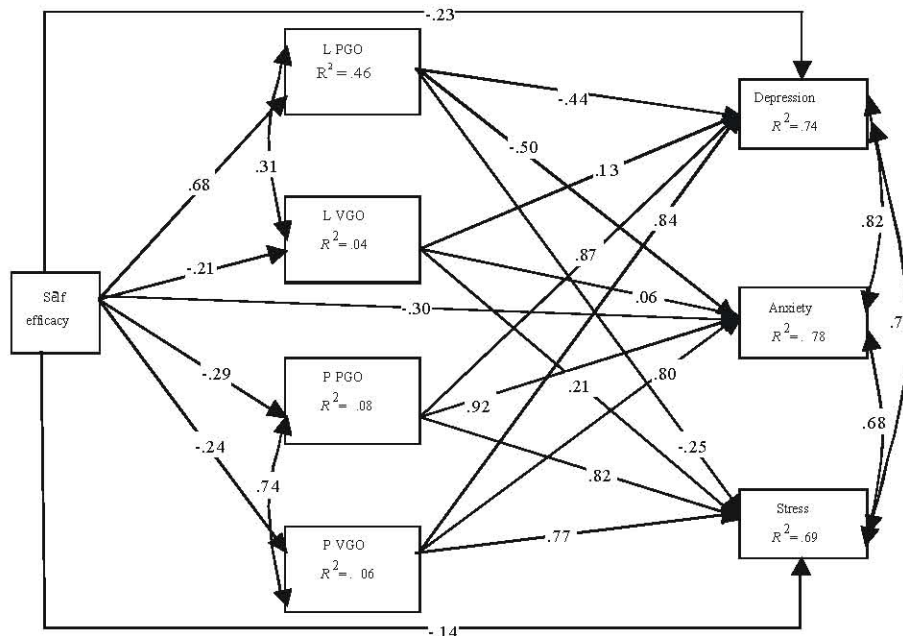 -.23
L PGO
R² = .46
Depression
R² = .74
-.44
-.50
.68
.31
.13
.84
L VGO
R² = .04
.82
-.21
.87
Sãf
efficacy
.06
-.30
Anxiety
R² = . 78
.7
-.29
P PGO
R² = .08
.80
.92
.21
.68
-.24
-.25
.74
.82
Stress
R² = .69
.77
P VGO
R² = . 06
-.14